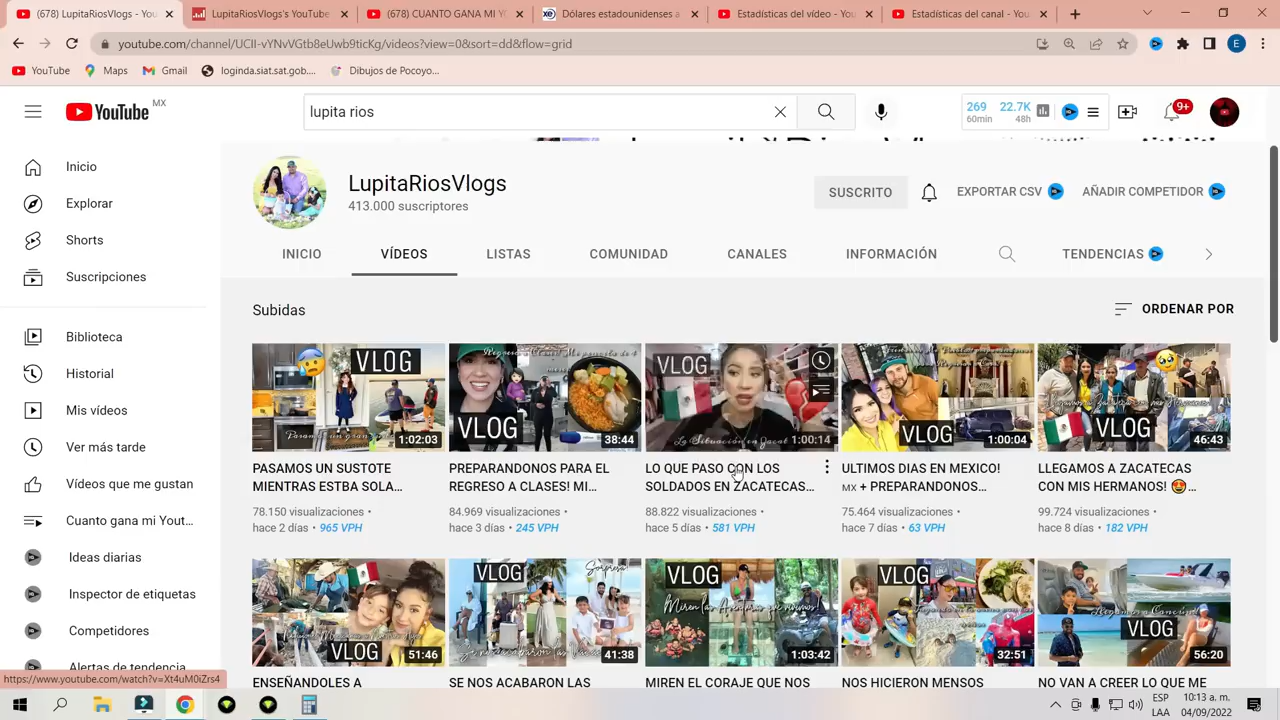 (678) LupitaRiosVlogs - YouTu
LupitaRiosVlogs's YouTube
(678) CUANTO GANA MI YO
Dólares estadounidenses a
Estadísticas del vídeo - You
Estadísticas del canal - You
youtube.com/channel/UCII-vYNvVGtb8eUwb9ticKg/videos?view=0&sort=dd&flow=grid
YouTube
Maps
Gmail
loginda.siat.sat.gob....
Dibujos de Pocoyo...
YouTube MX
lupita rios
269
60min
22.7K
48h
9+
Inicio
Explorar
Shorts
Suscripciones
Biblioteca
Historial
Mis vídeos
Ver más tarde
Vídeos que me gustan
Cuanto gana mi Yout...
Ideas diarias
Inspector de etiquetas
Competidores
Alertas de tendencia
LupitaRiosVlogs
413.000 suscriptores
SUSCRITO
EXPORTAR CSV
AÑADIR COMPETIDOR
INICIO
VÍDEOS
LISTAS
COMUNIDAD
CANALES
INFORMACIÓN
TENDENCIAS
Subidas
ORDENAR POR
VLOG
1:02:03
PASAMOS UN SUSTOTE
MIENTRAS ESTBA SOLA...
78.150 visualizaciones •
hace 2 días • 965 VPH
VLOG
38:44
PREPARANDONOS PARA EL
REGRESO A CLASES! MI...
84.969 visualizaciones •
hace 3 días • 245 VPH
VLOG
1:00:14
LO QUE PASO CON LOS
SOLDADOS EN ZACATECAS...
88.822 visualizaciones •
hace 5 días • 581 VPH
VLOG
1:00:04
ULTIMOS DIAS EN MEXICO!
MX + PREPARANDONOS...
75.464 visualizaciones •
hace 7 días • 63 VPH
VLOG
46:43
LLEGAMOS A ZACATECAS
CON MIS HERMANOS! 🤩...
99.724 visualizaciones •
hace 8 días • 182 VPH
VLOG
51:46
ENSEÑANDOLES A
VLOG
Sorpresa!
41:38
SE NOS ACABARON LAS
VLOG
1:03:42
MIREN EL CORAJE QUE NOS
VLOG
32:51
NOS HICIERON MENSOS
Llegamos a Cancún!
VLOG
56:20
NO VAN A CREER LO QUE ME
https://www.youtube.com/watch?v=Xt4uM0iZrs4
ESP
LAA
10:13 a. m.
04/09/2022